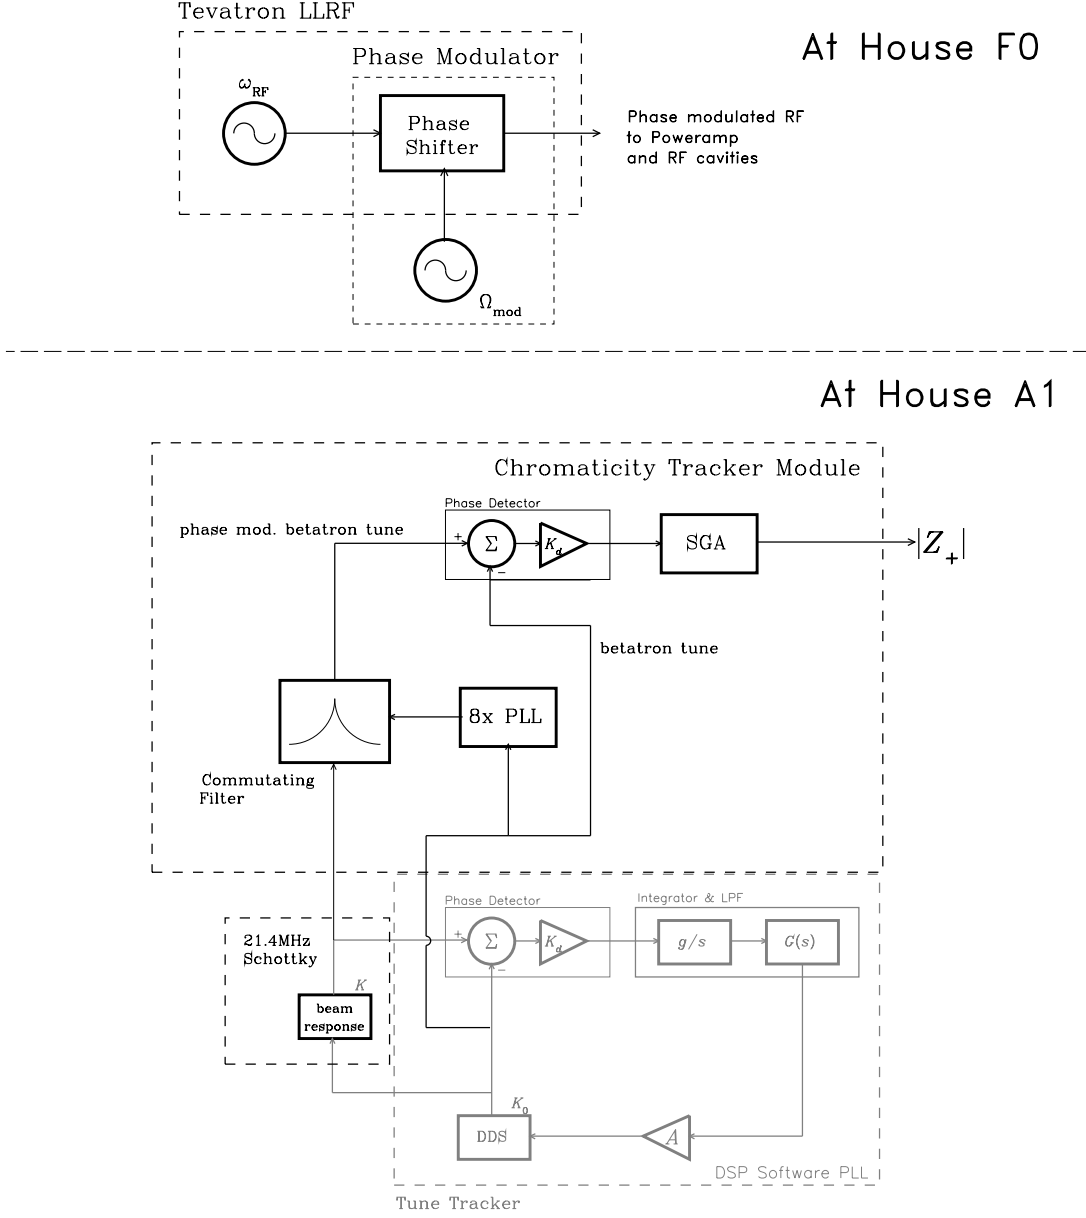 Tevatron LLRF
At House F0
Phase Modulator
ω_RF
Phase
Shifter
Phase modulated RF
to Poweramp
and RF cavities
Ω_mod
At House A1
Chromaticity Tracker Module
Phase Detector
phase mod. betatron tune
+
Σ
K_d
SGA
|Z_+|
−
betatron tune
8x PLL
Commutating
Filter
Phase Detector
Integrator & LPF
21.4MHz
Schottky
+
Σ
K_d
g/s
G(s)
−
K
beam
response
K_0
DDS
A
DSP Software PLL
Tune Tracker